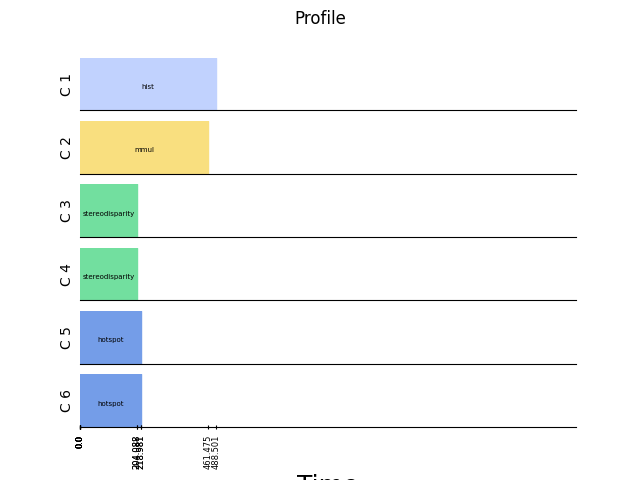 Profile
C 1
hist
C 2
mmul
C 3
stereodisparity
C 4
stereodisparity
C 5
hotspot
C 6
hotspot
0.0
461.475
488.501
Time